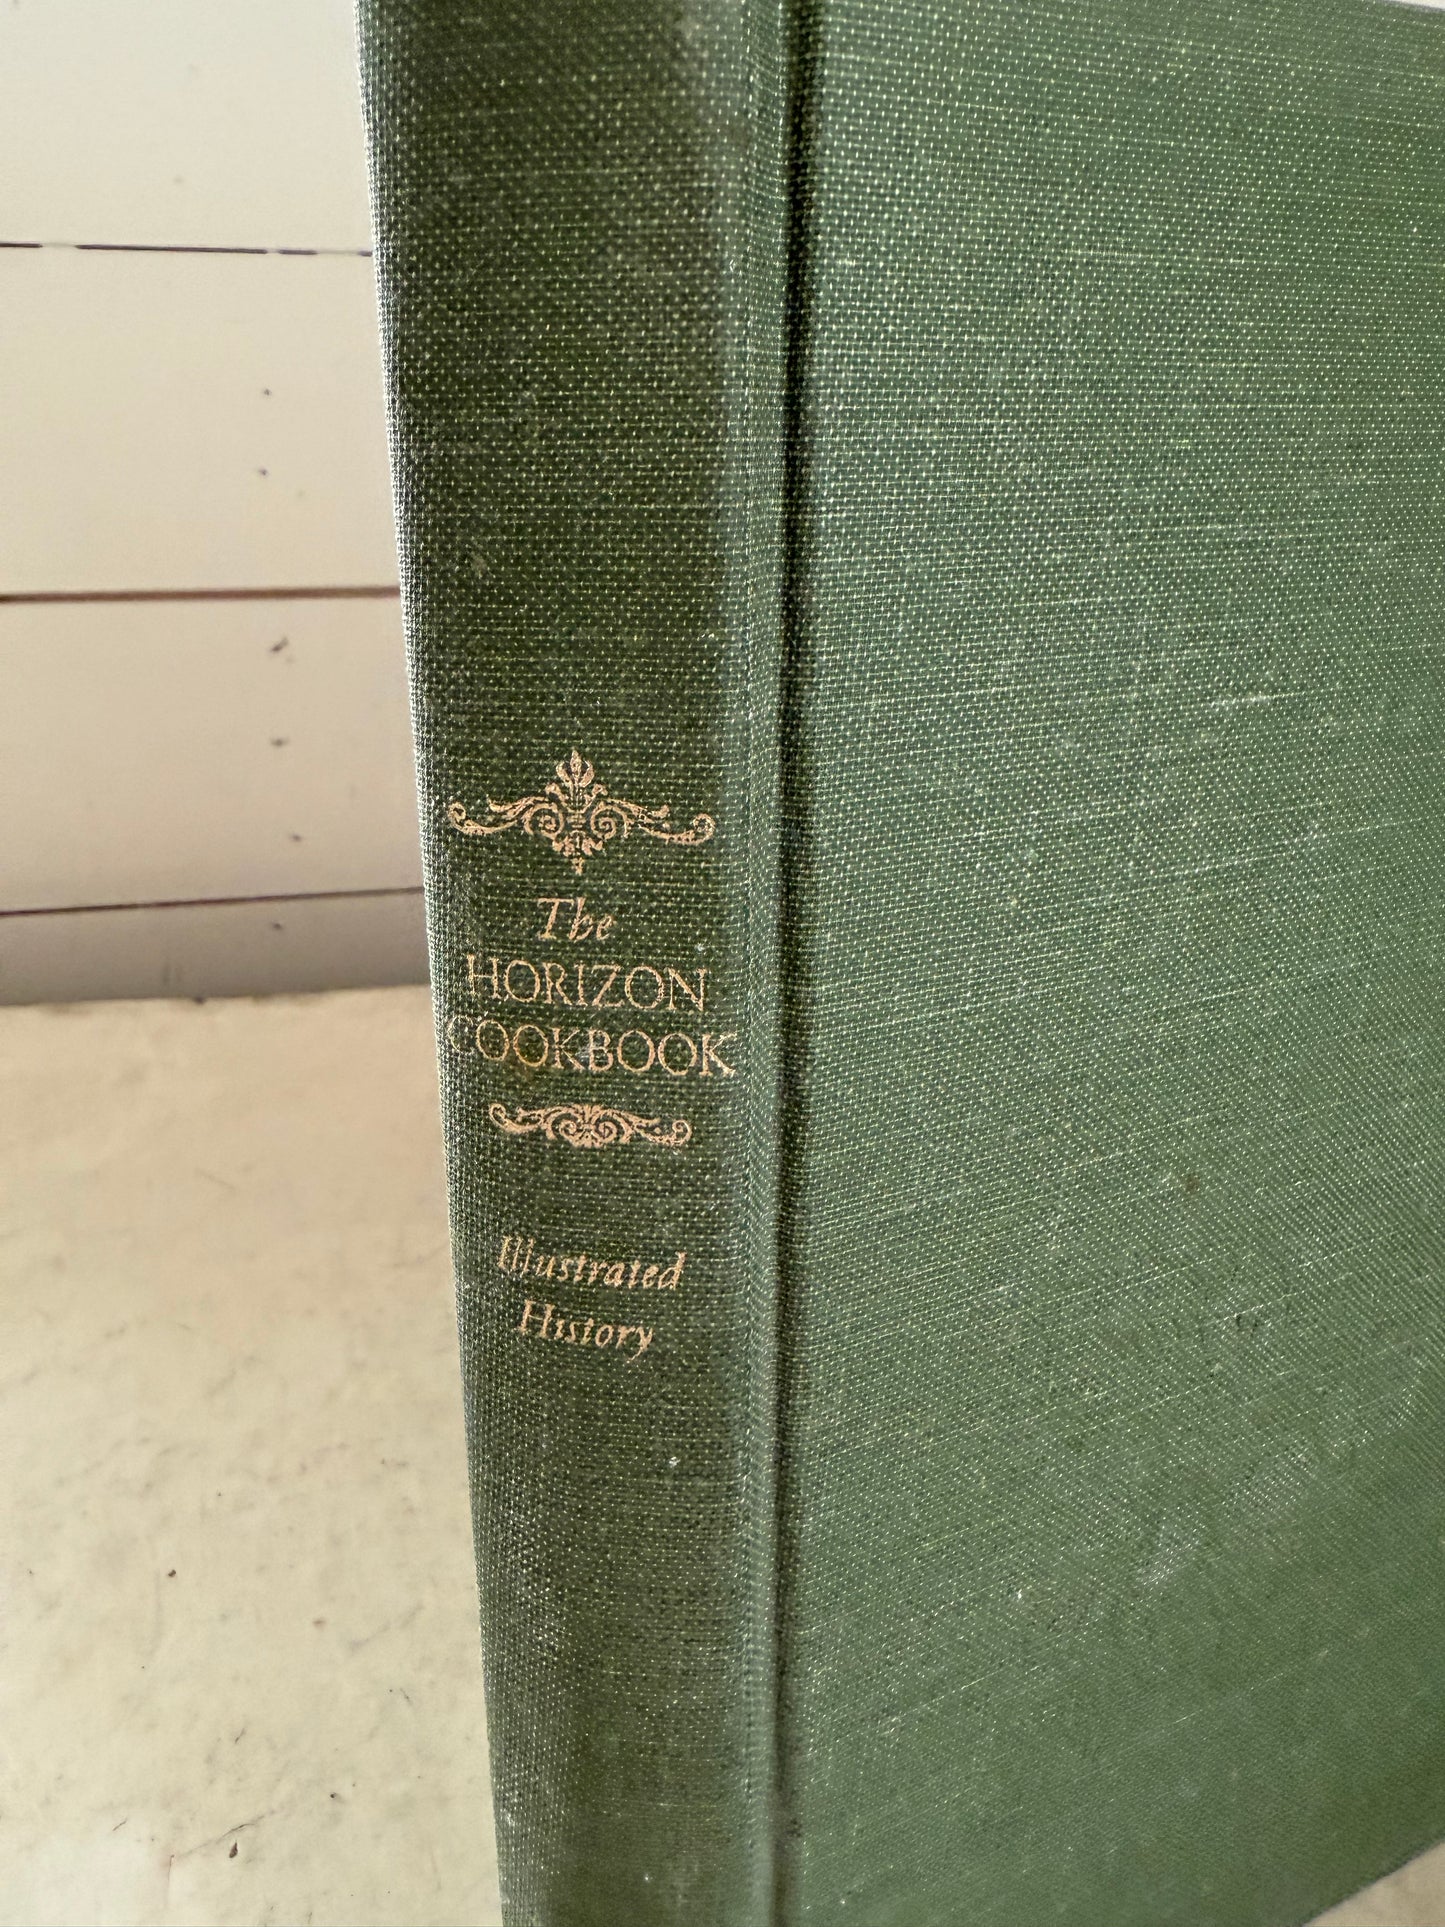 The
HORIZON
COOKBOOK
Illustrated
History